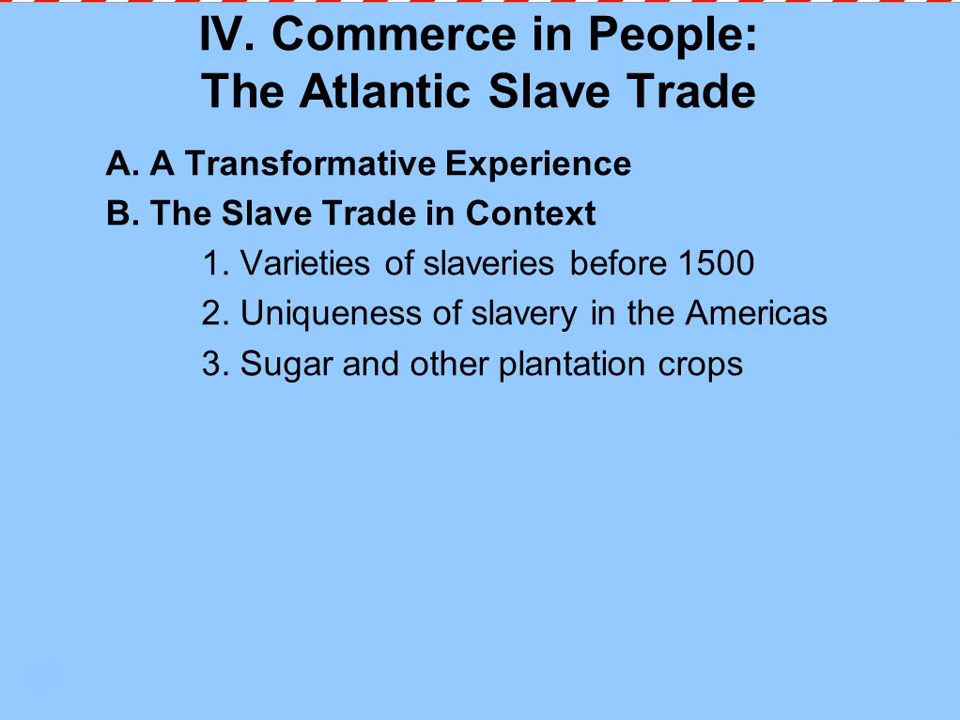 IV. Commerce in People:
The Atlantic Slave Trade
A. A Transformative Experience
B. The Slave Trade in Context
1. Varieties of slaveries before 1500
2. Uniqueness of slavery in the Americas
3. Sugar and other plantation crops